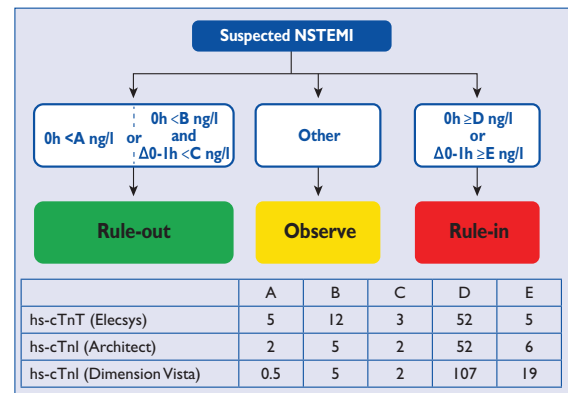 Suspected NSTEMI
0h <A ng/l or 0h <B ng/l and Δ0-1h <C ng/l
Other
0h ≥D ng/l
or
Δ0-1h ≥E ng/l
Rule-out
Observe
Rule-in
A B C D E
hs-cTnT (Elecsys) 5 12 3 52 5
hs-cTnl (Architect) 2 5 2 52 6
hs-cTnl (Dimension Vista) 0.5 5 2 107 19